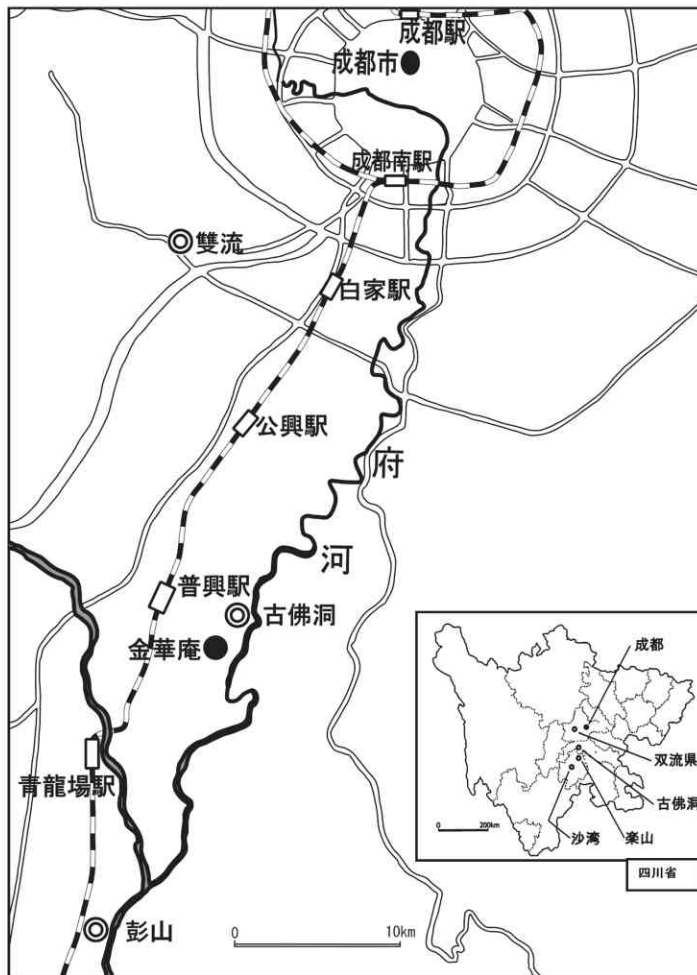 成都駅
成都市
成都南駅
雙流
白家駅
公興駅
府
河
普興駅
古佛洞
金華庵
青龍場駅
彭山
0 10km
成都
双流県
古佛洞
沙湾 楽山
0 200km
四川省